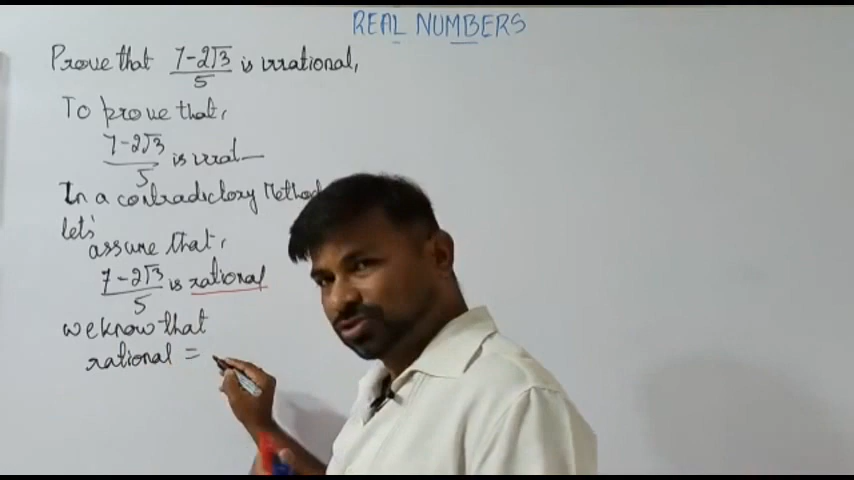 REAL NUMBERS
Prove that (7-2√3)/5 is irrational,
To prove that,
(7-2√3)/5 is irrat—
In a contradictory Method
let's
assume that,
(7-2√3)/5 is rational
we know that
rational =